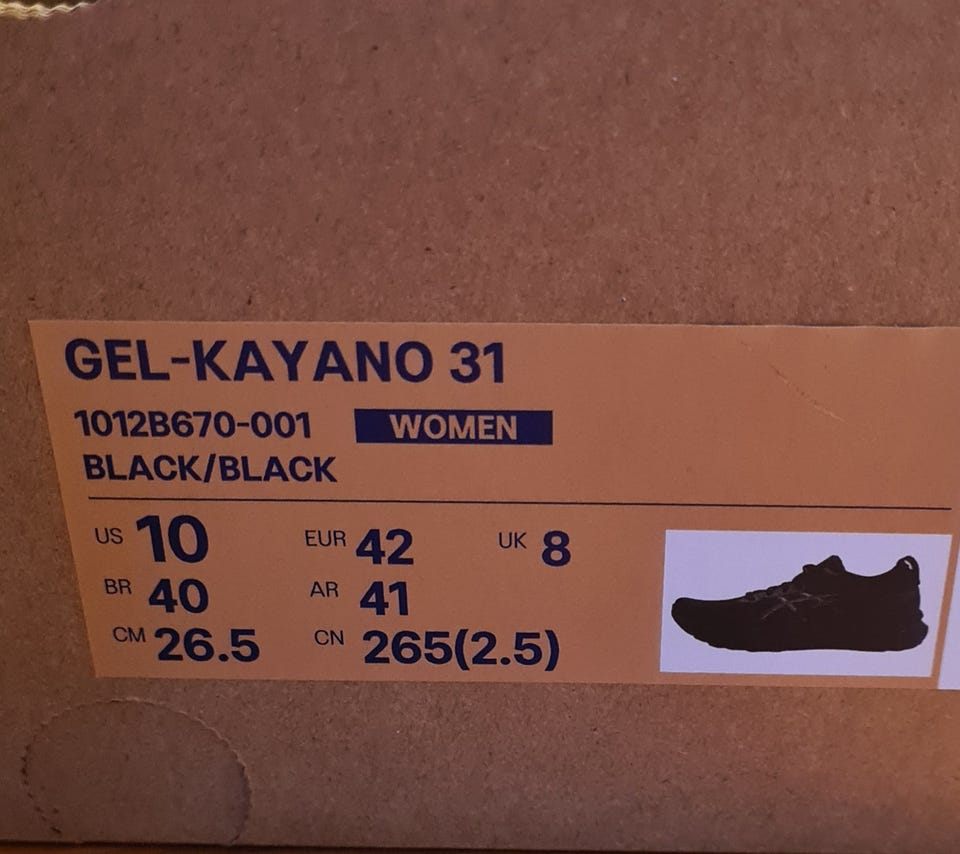 GEL-KAYANO 31
1012B670-001 WOMEN
BLACK/BLACK
US 10 EUR 42 UK 8
BR 40 AR 41
CM 26.5 CN 265(2.5)